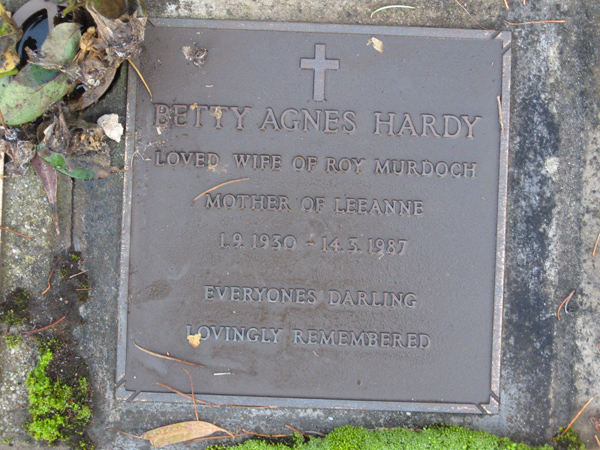 BETTY AGNES HARDY
LOVED WIFE OF ROY MURDOCH
MOTHER OF LEEANNE
1.9.1930 - 14.3.1987
EVERYONES DARLING
LOVINGLY REMEMBERED